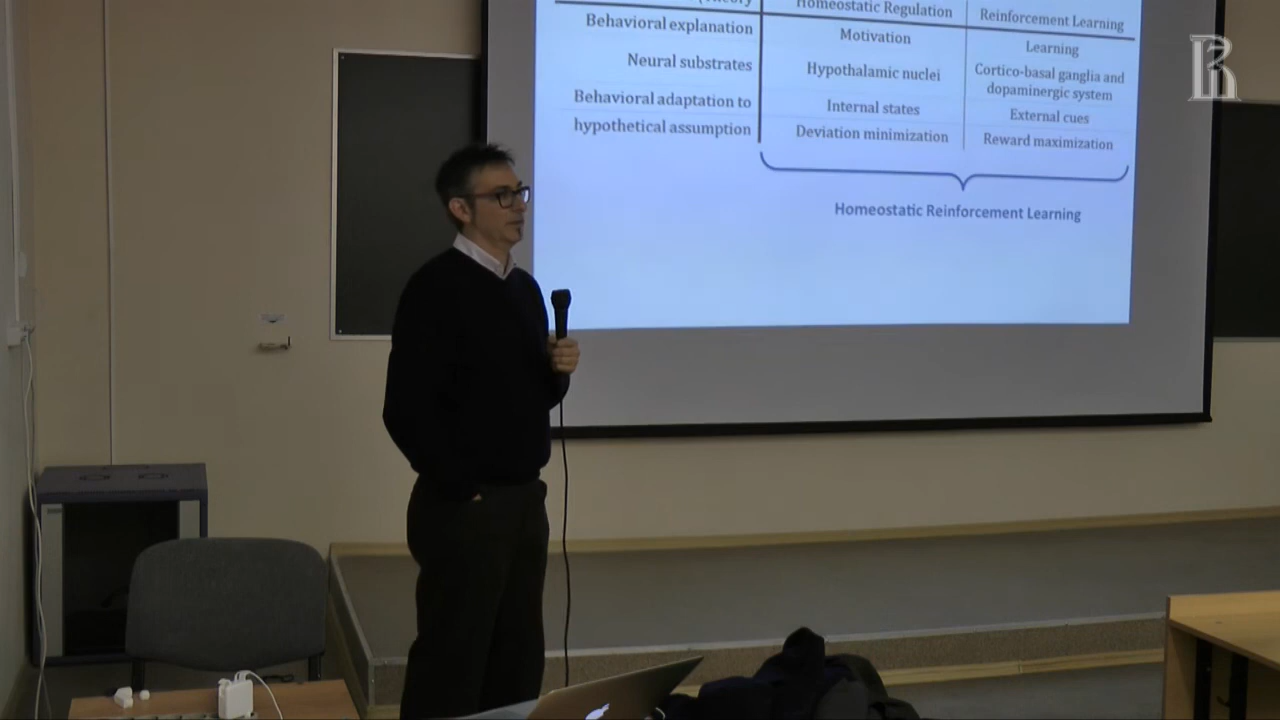 Homeostatic Regulation Reinforcement Learning
Behavioral explanation Motivation Learning
Neural substrates Hypothalamic nuclei Cortico-basal ganglia and
dopaminergic system
Behavioral adaptation to Internal states External cues
hypothetical assumption Deviation minimization Reward maximization
Homeostatic Reinforcement Learning